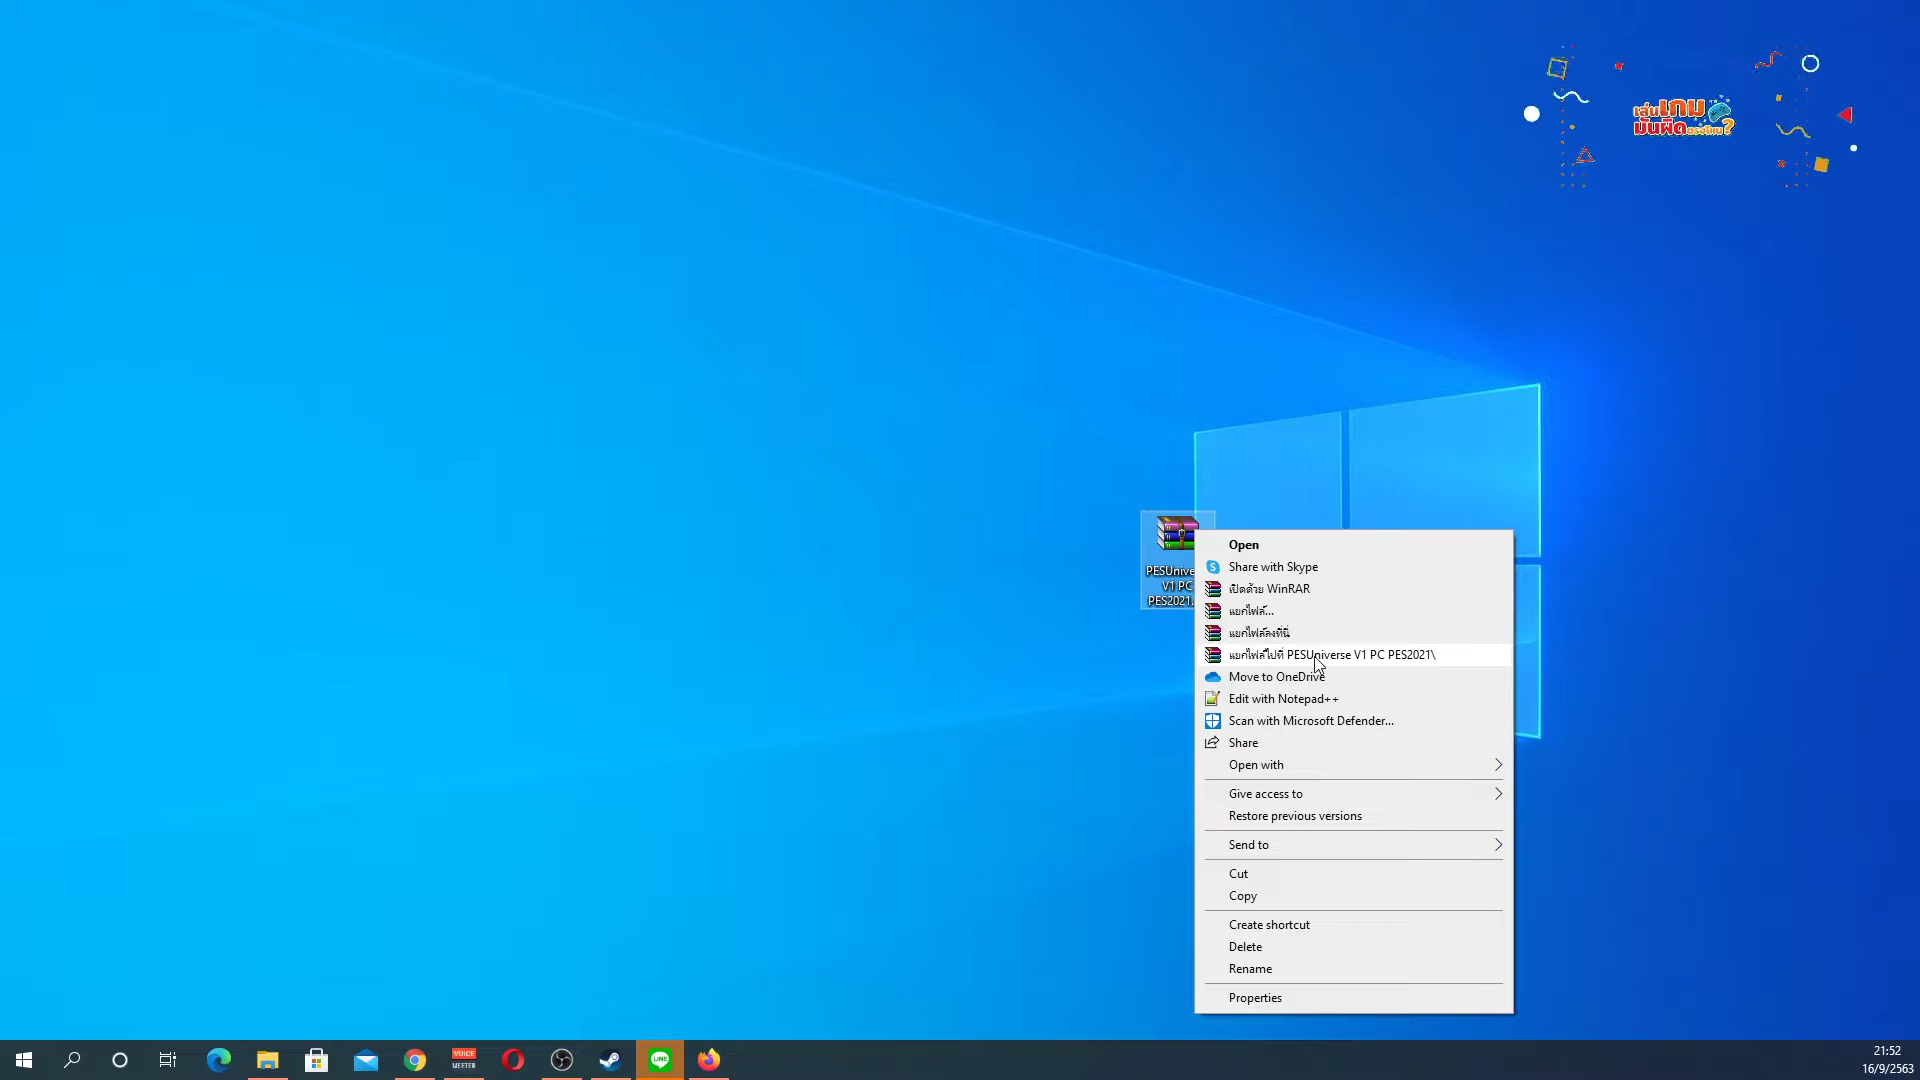 เล่นเกม
มันผิดตรงไหน?
PESUnive
V1 PC
PES2021.
Open
Share with Skype
เปิดด้วย WinRAR
แยกไฟล์...
แยกไฟล์ลงที่นี่
แยกไฟล์ไปที่ PESUniverse V1 PC PES2021\
Move to OneDrive
Edit with Notepad++
Scan with Microsoft Defender...
Share
Open with
Give access to
Restore previous versions
Send to
Cut
Copy
Create shortcut
Delete
Rename
Properties
VOICE
MEETER
LINE
21:52
16/9/2563